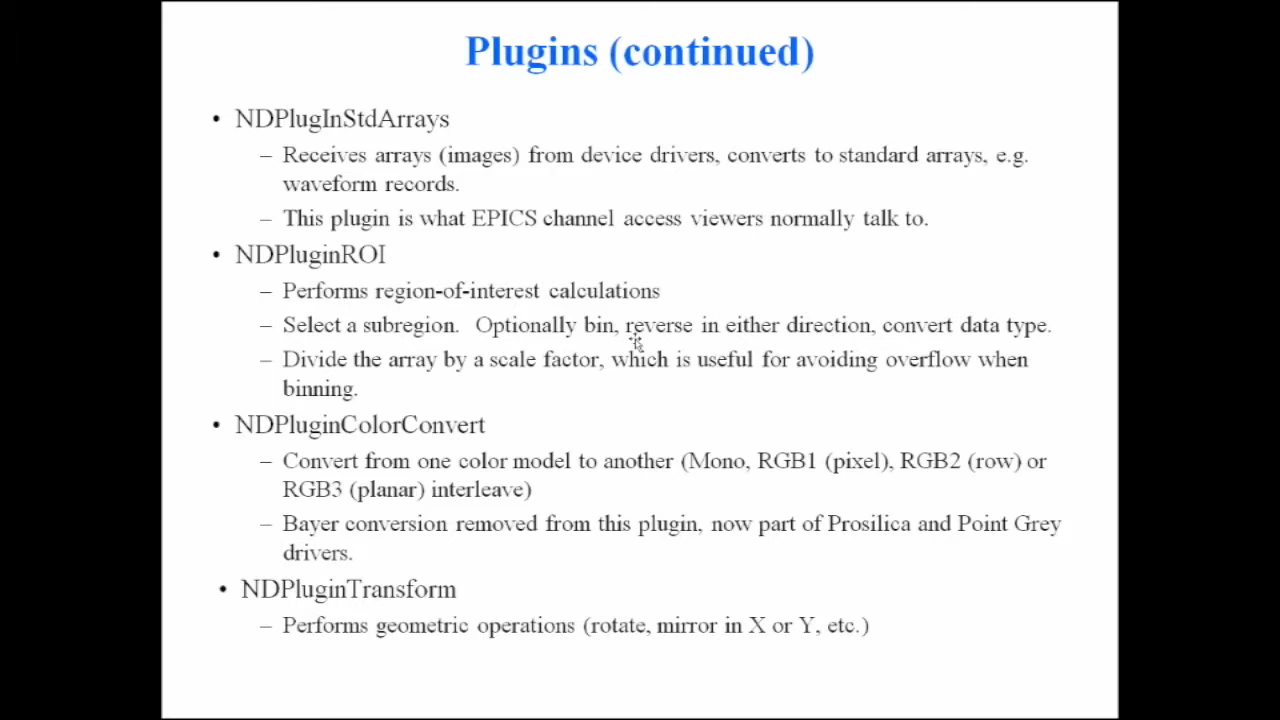 Plugins (continued)
• NDPlugInStdArrays
– Receives arrays (images) from device drivers, converts to standard arrays, e.g.
waveform records.
– This plugin is what EPICS channel access viewers normally talk to.
• NDPluginROI
– Performs region-of-interest calculations
– Select a subregion. Optionally bin, reverse in either direction, convert data type.
– Divide the array by a scale factor, which is useful for avoiding overflow when
binning.
• NDPluginColorConvert
– Convert from one color model to another (Mono, RGB1 (pixel), RGB2 (row) or
RGB3 (planar) interleave)
– Bayer conversion removed from this plugin, now part of Prosilica and Point Grey
drivers.
• NDPluginTransform
– Performs geometric operations (rotate, mirror in X or Y, etc.)